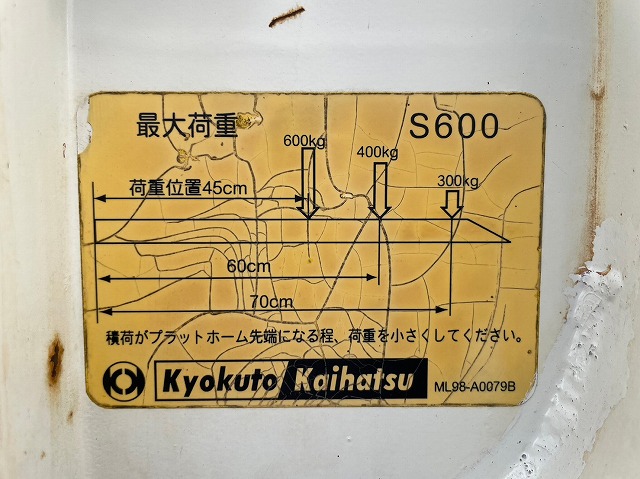 最大荷重 S600
600kg
400kg
300kg
荷重位置45cm
60cm
70cm
積荷がプラットホーム先端になる程、荷重を小さくしてください。
Kyokuto Kaihatsu ML98-A0079B